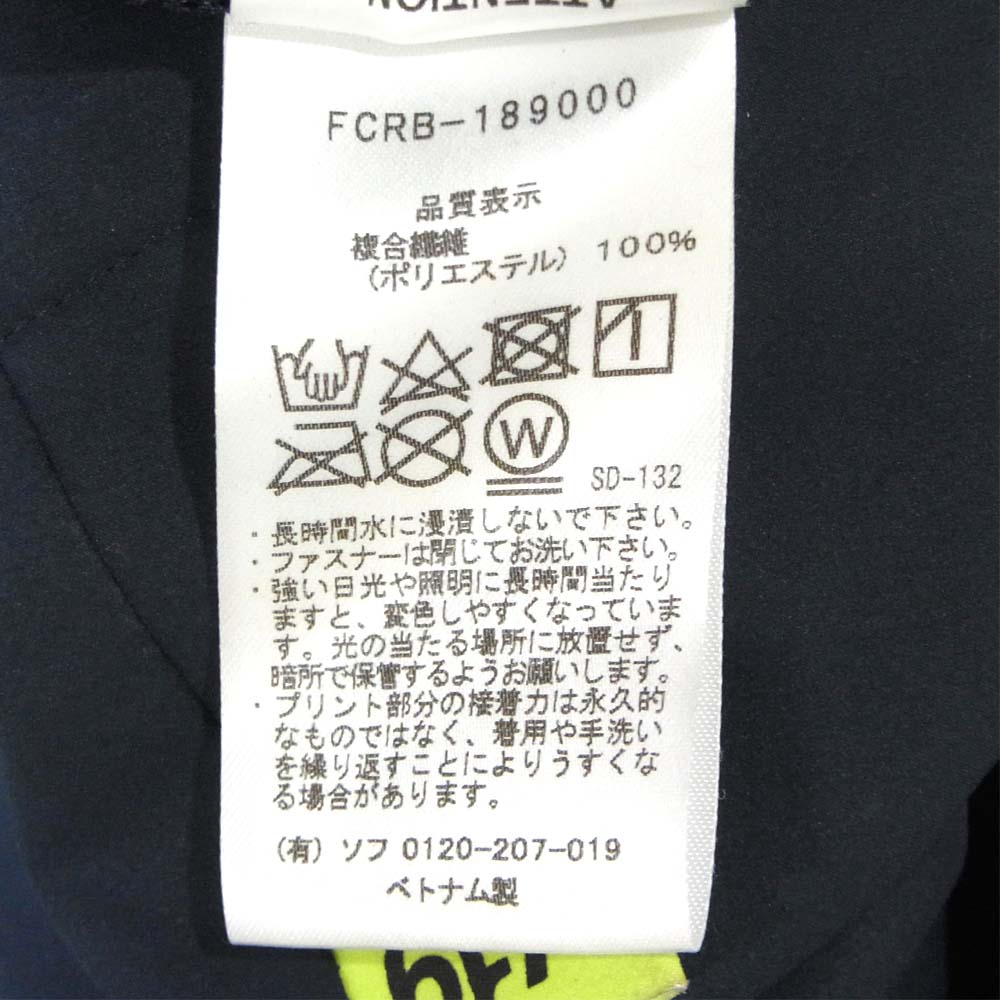 ATTENTION
FCRB-189000
品質表示
複合繊維
(ポリエステル) 100%
W
SD-132
・長時間水に浸漬しないで下さい。
・ファスナーは閉じてお洗い下さい。
・強い日光や照明に長時間当たり
ますと、変色しやすくなっていま
す。光の当たる場所に放置せず、
暗所で保管するようお願いします。
・プリント部分の接着力は永久的
なものではなく、着用や手洗い
を繰り返すことによりうすくな
る場合があります。
(有) ソフ 0120-207-019
ベトナム製